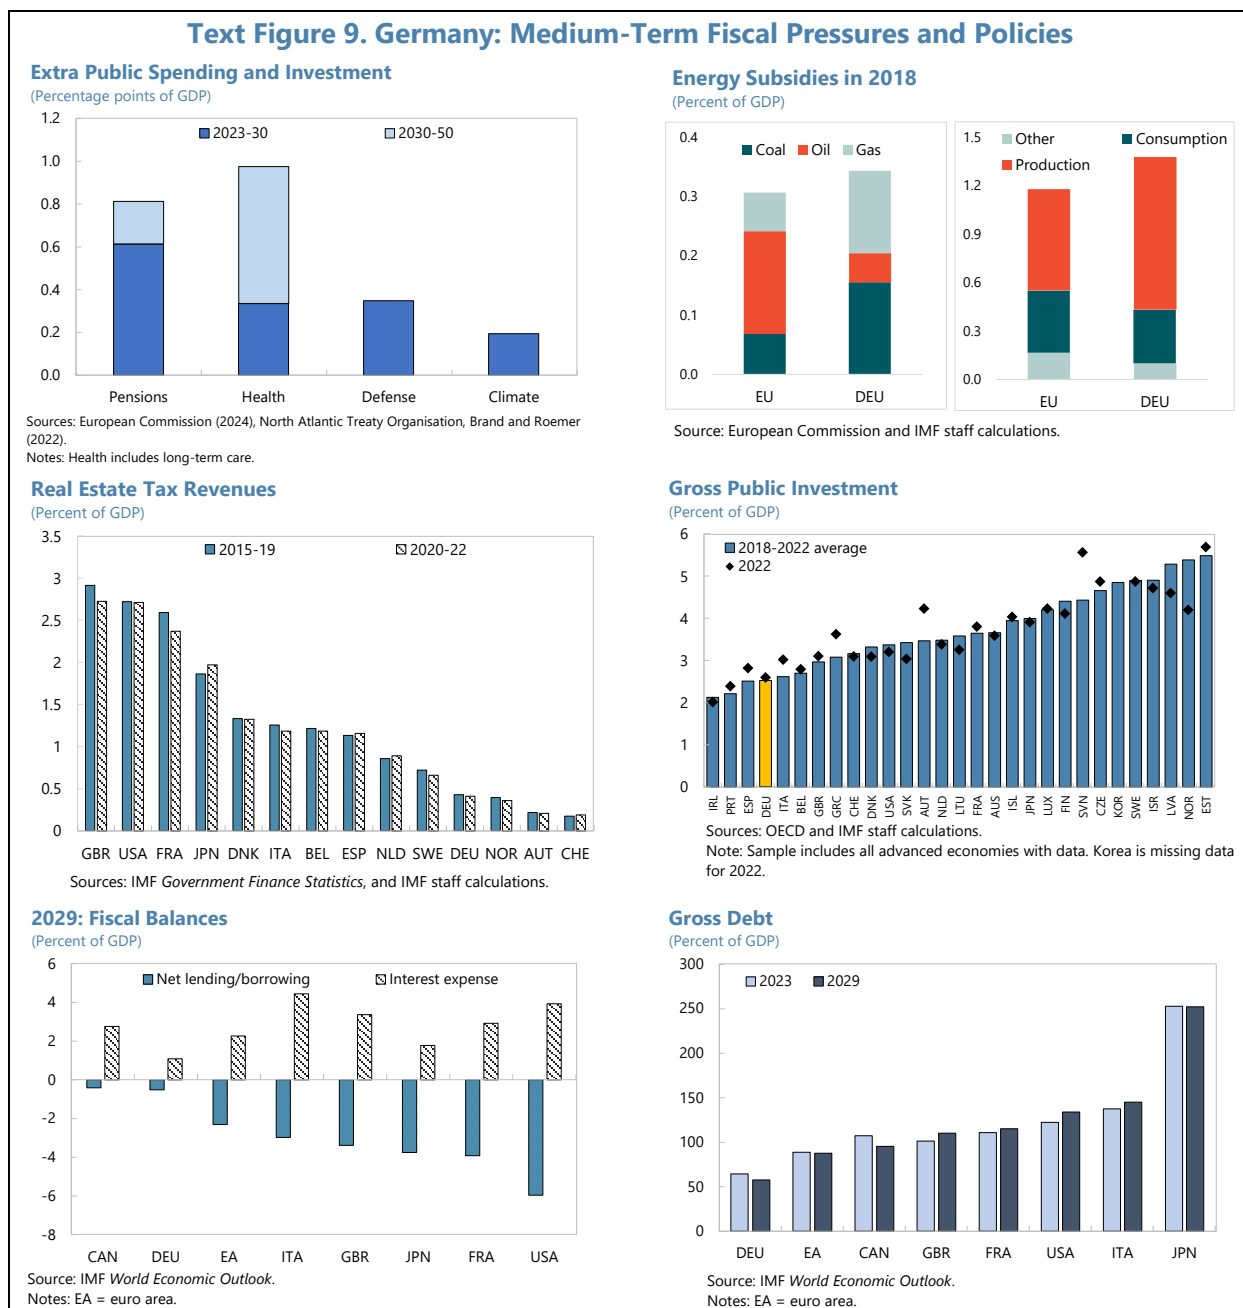 Text Figure 9. Germany: Medium-Term Fiscal Pressures and Policies
Extra Public Spending and Investment
(Percentage points of GDP)
2023-30 2030-50
1.2
1.0
0.8
0.6
0.4
0.2
0.0
Pensions Health Defense Climate
Sources: European Commission (2024), North Atlantic Treaty Organisation, Brand and Roemer
(2022).
Notes: Health includes long-term care.
Energy Subsidies in 2018
(Percent of GDP)
Coal Oil Gas
0.4
0.3
0.2
0.1
0.0
EU DEU
Other Consumption
Production
1.5
1.2
0.9
0.6
0.3
0.0
EU DEU
Source: European Commission and IMF staff calculations.
Real Estate Tax Revenues
(Percent of GDP)
2015-19 2020-22
3.5
3
2.5
2
1.5
1
0.5
0
GBR USA FRA JPN DNK ITA BEL ESP NLD SWE DEU NOR AUT CHE
Sources: IMF Government Finance Statistics, and IMF staff calculations.
Gross Public Investment
(Percent of GDP)
2018-2022 average
2022
6
5
4
3
2
1
0
IRL PRT ESP DEU ITA BEL GBR GRC CHE DNK USA SVK AUT NLD LTU FRA AUS ISL JPN LUX FIN SVN CZE KOR SWE ISR LVA NOR EST
Sources: OECD and IMF staff calculations.
Note: Sample includes all advanced economies with data. Korea is missing data
for 2022.
2029: Fiscal Balances
(Percent of GDP)
Net lending/borrowing Interest expense
6
4
2
0
-2
-4
-6
-8
CAN DEU EA ITA GBR JPN FRA USA
Source: IMF World Economic Outlook.
Notes: EA = euro area.
Gross Debt
(Percent of GDP)
2023 2029
300
250
200
150
100
50
0
DEU EA CAN GBR FRA USA ITA JPN
Source: IMF World Economic Outlook.
Notes: EA = euro area.